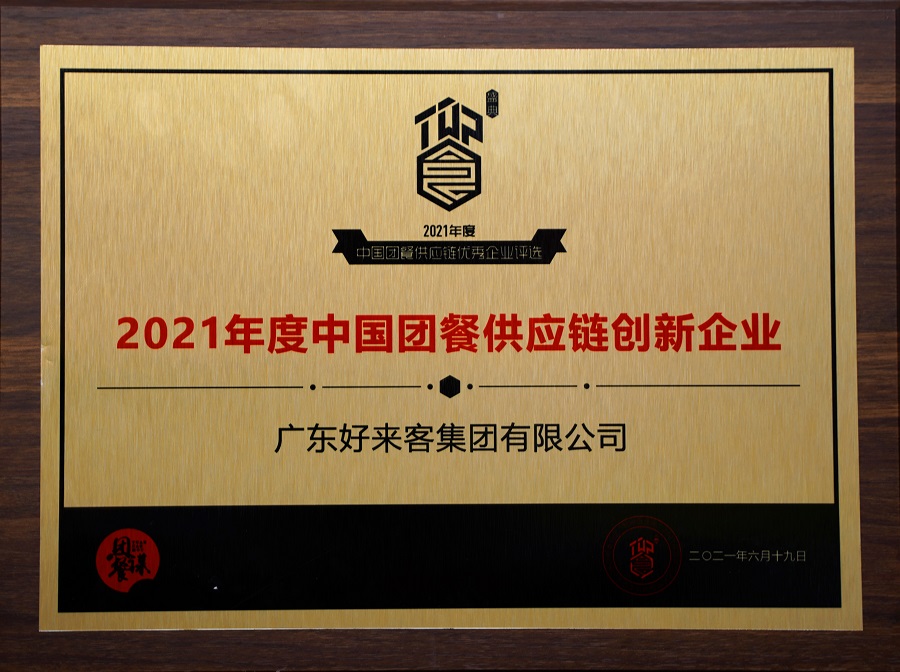 TOP
盛典
2021年度
中国团餐供应链优秀企业评选
2021年度中国团餐供应链创新企业
广东好来客集团有限公司
二〇二一年六月十九日